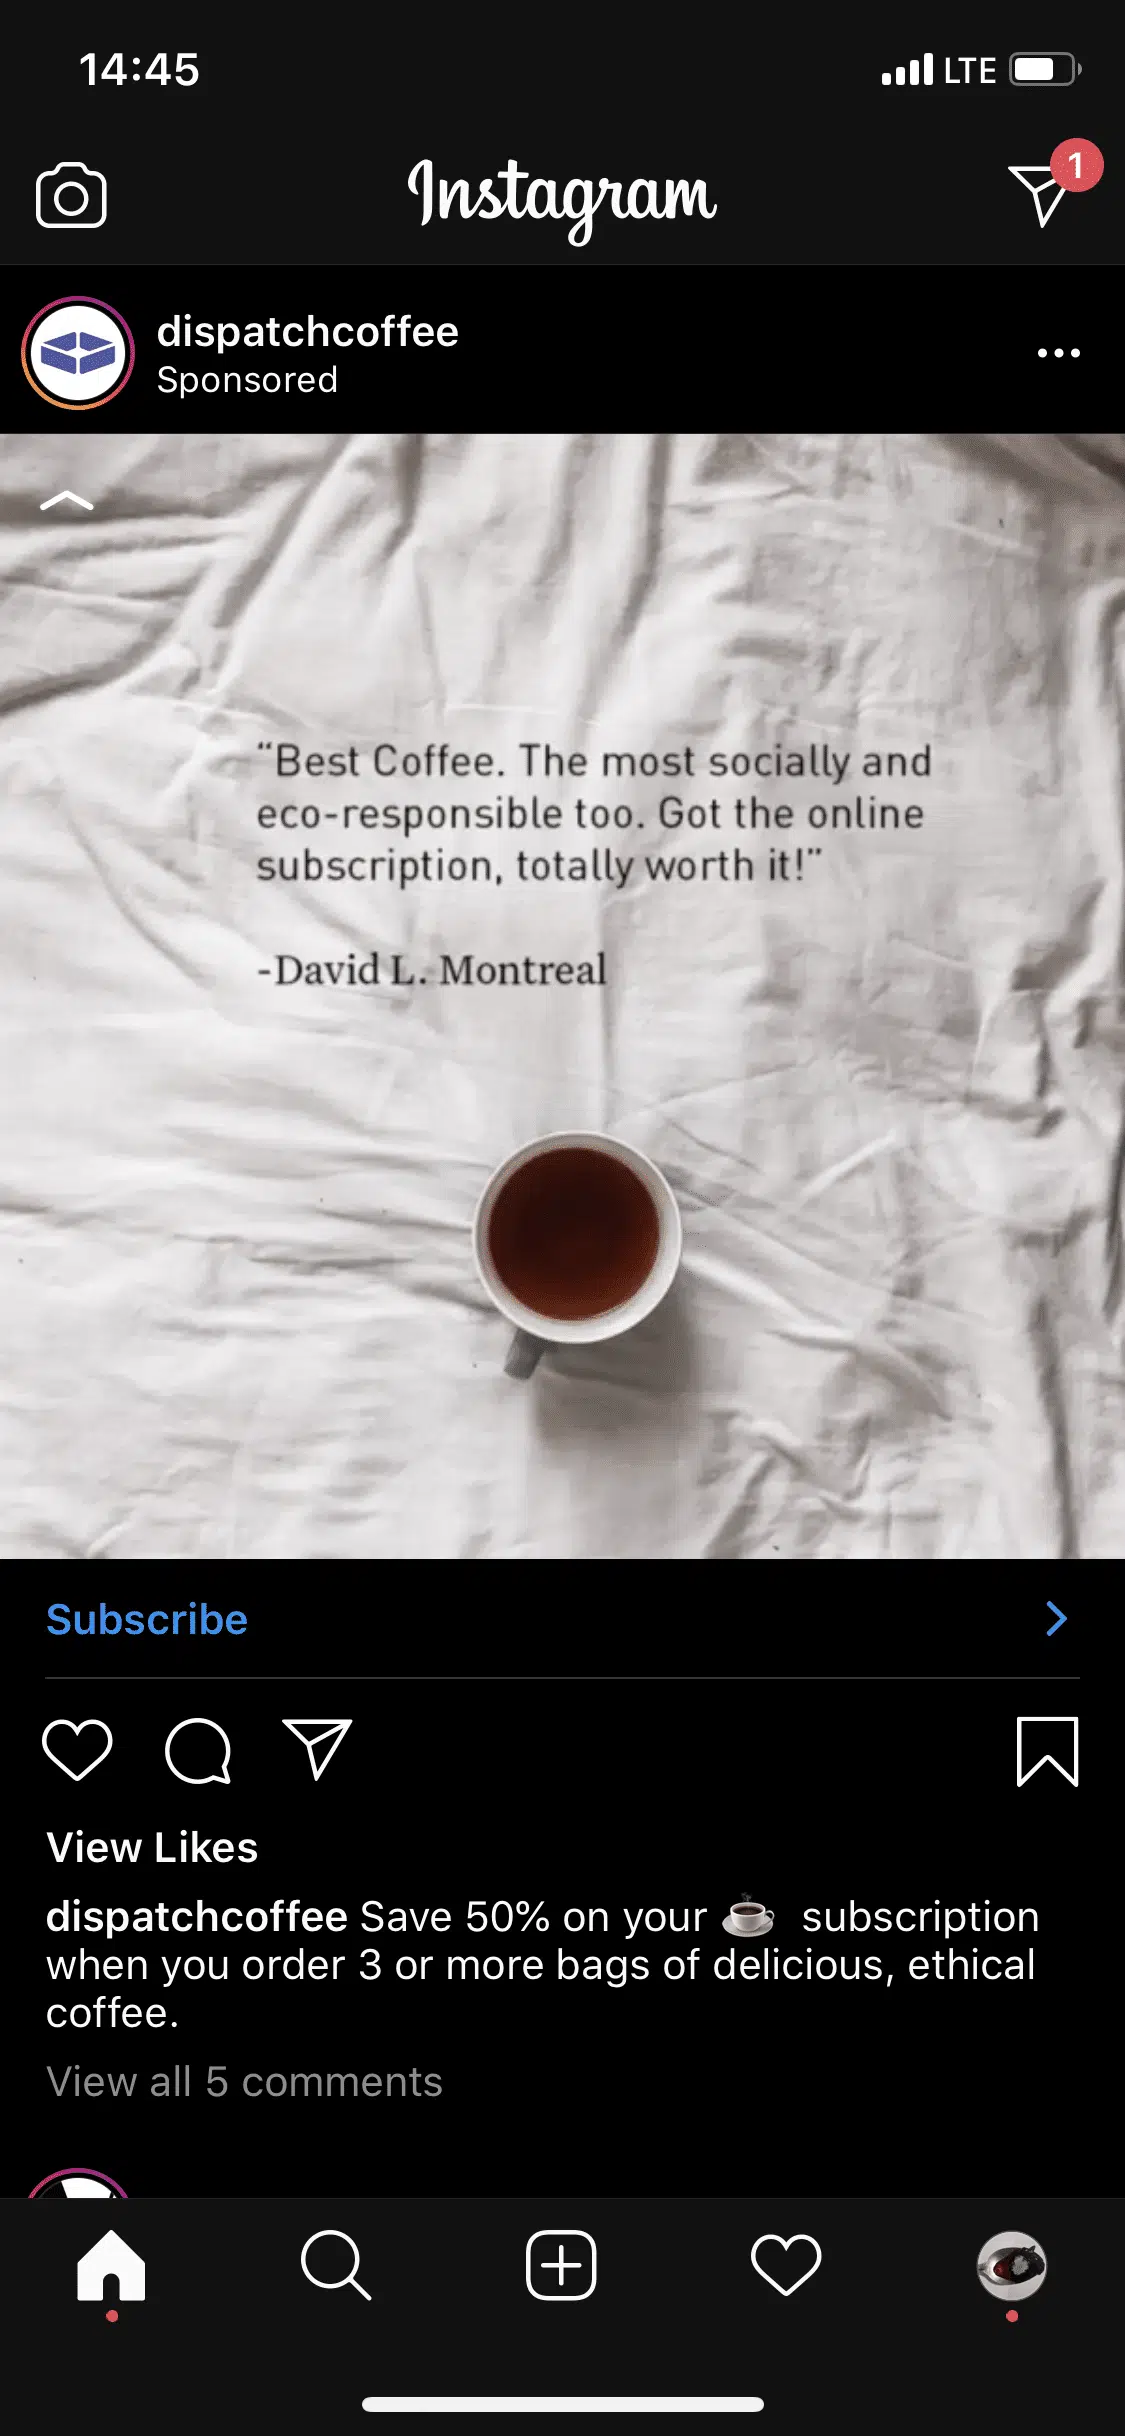 14:45
LTE
Instagram
1
dispatchcoffee
Sponsored
“Best Coffee. The most socially and
eco-responsible too. Got the online
subscription, totally worth it!”
-David L. Montreal
Subscribe
View Likes
dispatchcoffee Save 50% on your ☕ subscription
when you order 3 or more bags of delicious, ethical
coffee.
View all 5 comments